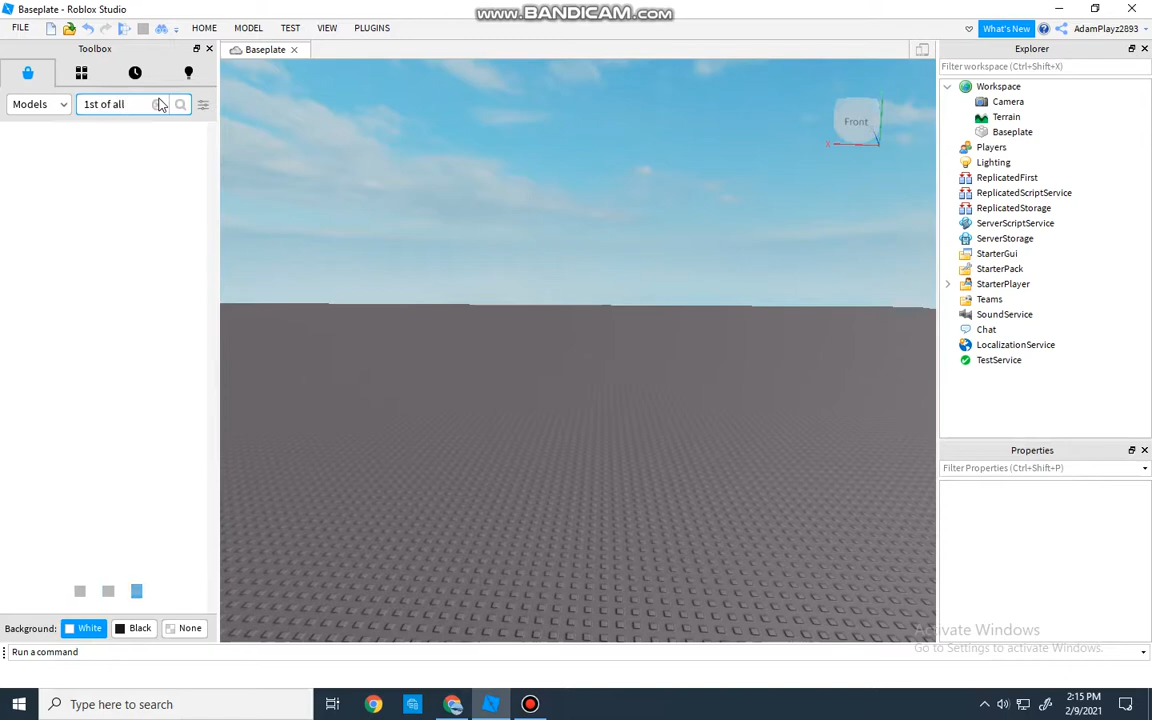 Baseplate - Roblox Studio
www.BANDICAM.com
FILE HOME MODEL TEST VIEW PLUGINS What's New AdamPlayz2893
Toolbox
Baseplate
Explorer
Filter workspace (Ctrl+Shift+X)
Models 1st of all
Workspace
Camera
Terrain
Baseplate
Players
Lighting
ReplicatedFirst
ReplicatedScriptService
ReplicatedStorage
ServerScriptService
ServerStorage
StarterGui
StarterPack
StarterPlayer
Teams
SoundService
Chat
LocalizationService
TestService
Front
X
Properties
Filter Properties (Ctrl+Shift+P)
Background: White Black None
Activate Windows
Go to Settings to activate Windows.
Run a command
Type here to search
2:15 PM
2/9/2021